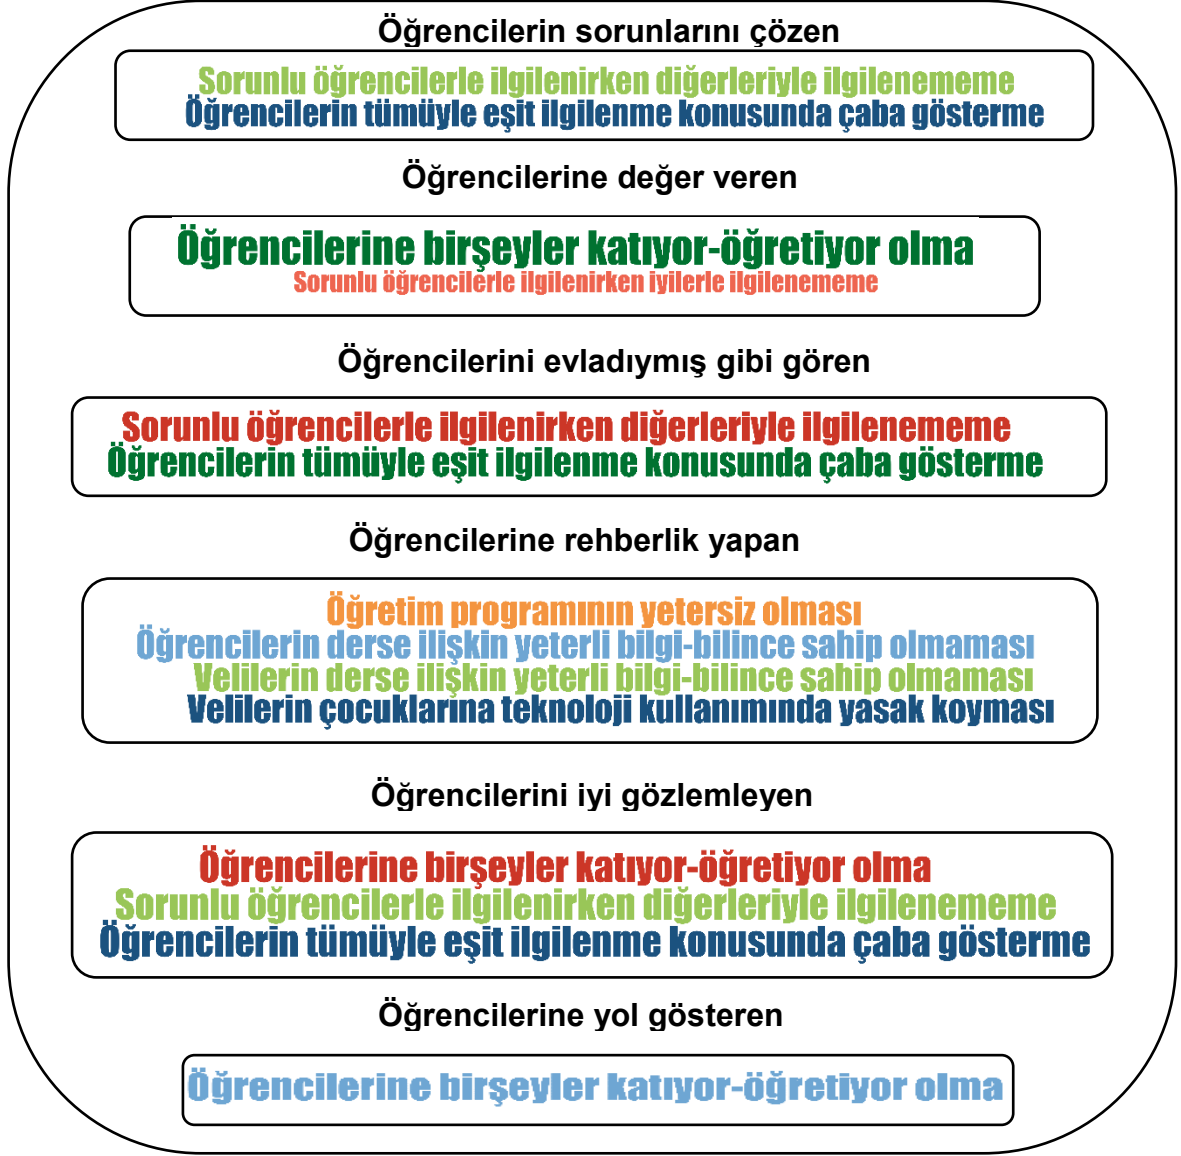 Öğrencilerin sorunlarını çözen
Sorunlu öğrencilerle ilgilenirken diğerleriyle ilgilenememe
Öğrencilerin tümüyle eşit ilgilenme konusunda çaba gösterme
Öğrencilerine değer veren
Öğrencilerine birşeyler katıyor-öğretiyor olma
Sorunlu öğrencilerle ilgilenirken iyilerle ilgilenememe
Öğrencilerini evladıymış gibi gören
Sorunlu öğrencilerle ilgilenirken diğerleriyle ilgilenememe
Öğrencilerin tümüyle eşit ilgilenme konusunda çaba gösterme
Öğrencilerine rehberlik yapan
Öğretim programının yetersiz olması
Öğrencilerin derse ilişkin yeterli bilgi-bilince sahip olmaması
Velilerin derse ilişkin yeterli bilgi-bilince sahip olmaması
Velilerin çocuklarına teknoloji kullanımında yasak koyması
Öğrencilerini iyi gözlemleyen
Öğrencilerine birşeyler katıyor-öğretiyor olma
Sorunlu öğrencilerle ilgilenirken diğerleriyle ilgilenememe
Öğrencilerin tümüyle eşit ilgilenme konusunda çaba gösterme
Öğrencilerine yol gösteren
Öğrencilerine birşeyler katıyor-öğretiyor olma